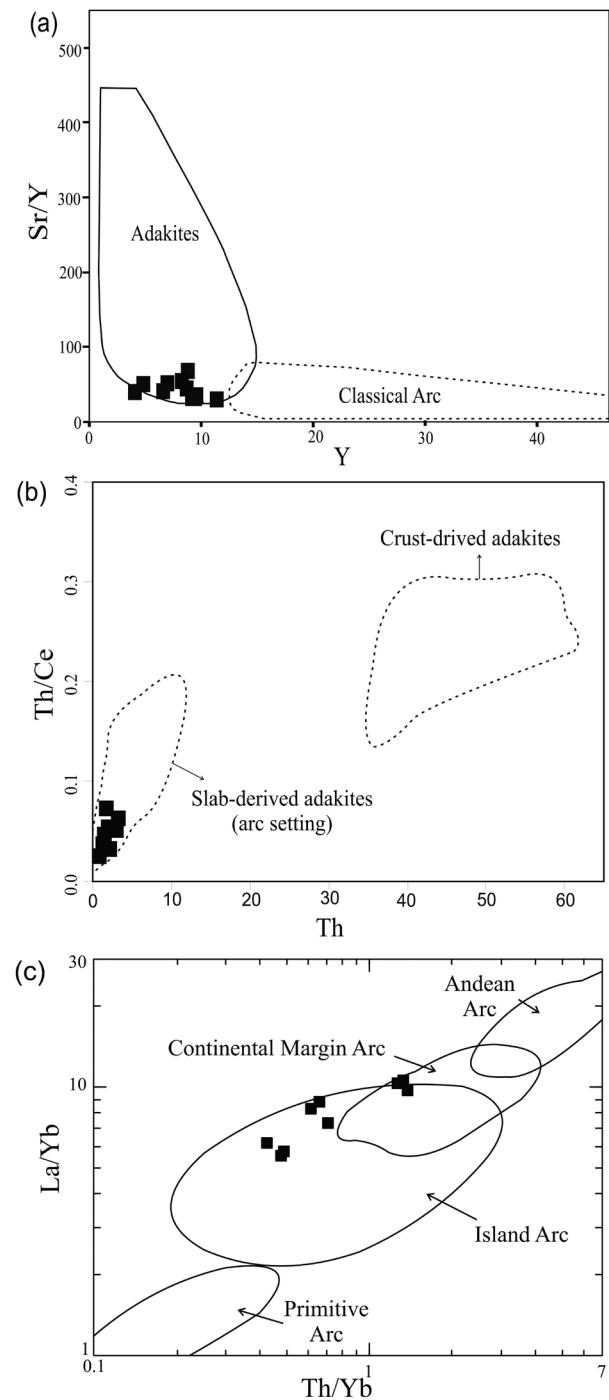 (a)
500
400
300
200
100
0
Sr/Y
Adakites
Classical Arc
0 10 20 30 40
Y
(b)
0.4
0.3
0.2
0.1
0.0
Th/Ce
Crust-drived adakites
Slab-derived adakites
(arc setting)
0 10 20 30 40 50 60
Th
(c)
30
10
1
La/Yb
Andean
Arc
Continental Margin Arc
Island Arc
Primitive
Arc
0.1 1 7
Th/Yb